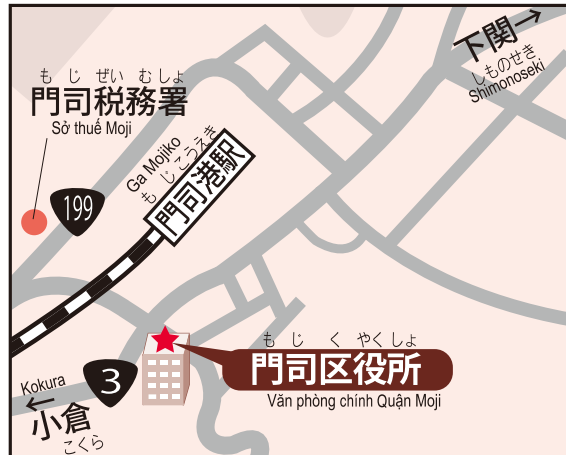 下関→
しものせき
Shimonoseki
も じ ぜい む しょ
門司税務署
Sở thuế Moji
Ga Mojiko
も じ こう えき
門司港駅
199
も じ く やく しょ
門司区役所
Văn phòng chính Quận Moji
3
Kokura
←
小倉
こくら